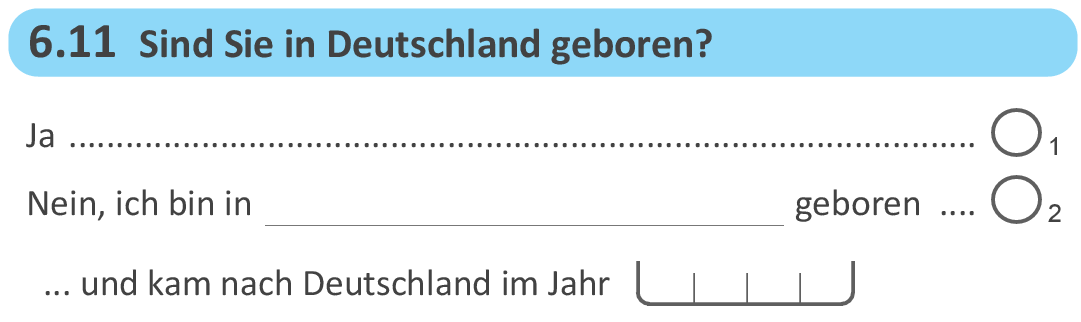 6.11 Sind Sie in Deutschland geboren?
Ja ................................................................................................ 1
Nein, ich bin in ______________________________ geboren .... 2
... und kam nach Deutschland im Jahr